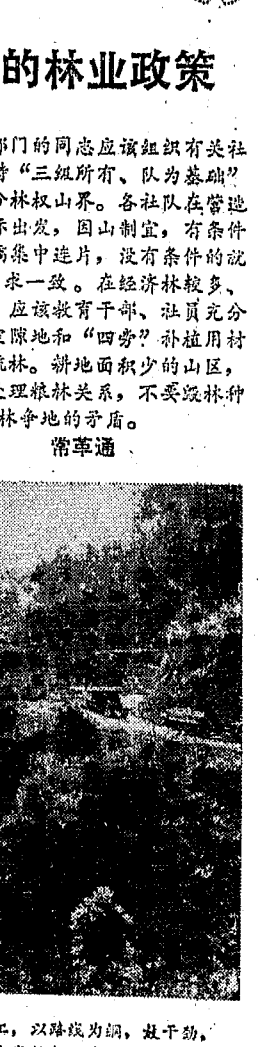 的林业政策
部门的同志应该组织有关社
持“三级所有、队为基础”
分林权山界。各社队在营造
际出发，因山制宜，有条件
搞集中连片，没有条件的就
求一致。在经济林较多、
应该教育干部、社员充分
隙地和“四旁”补植用材
林。耕地面积少的山区，
处理粮林关系，不要毁林种
林争地的矛盾。
常革通
工，以路线为纲，鼓干劲，